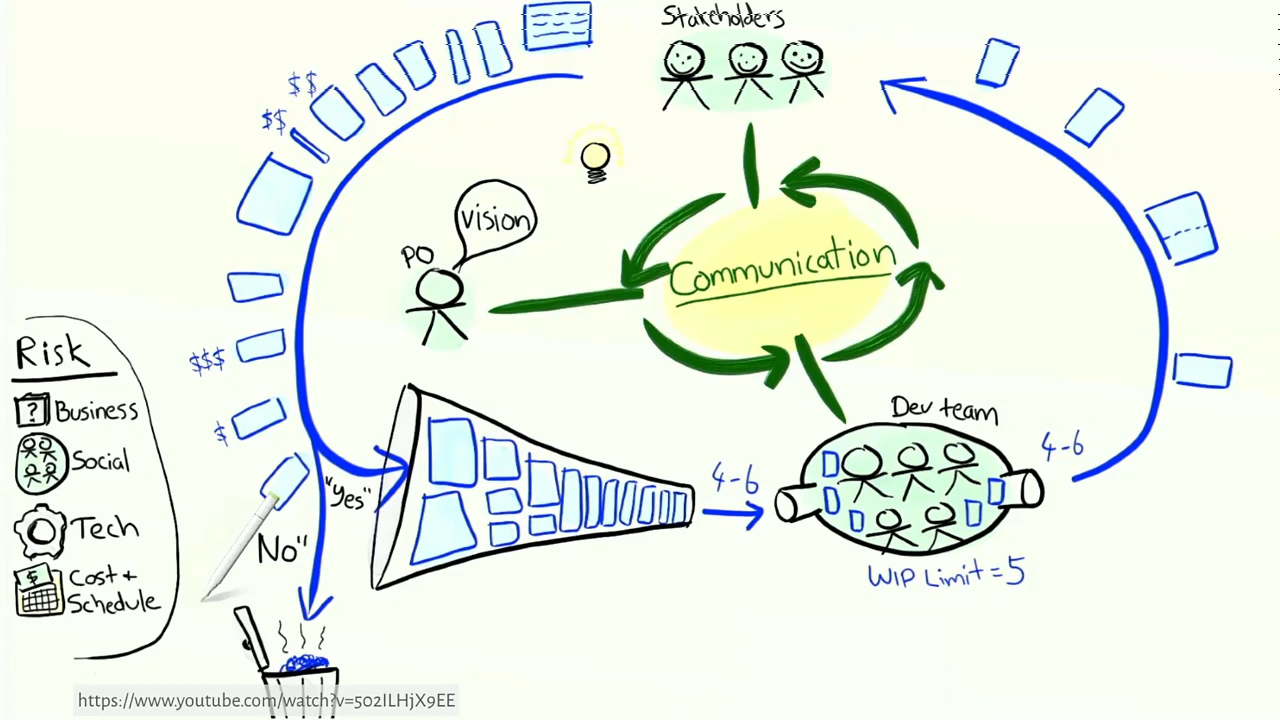 Stakeholders
$$
$$
vision
PO
Communication
$$$
$
Risk
? Business
Social
Tech
$ Cost +
Schedule
"Yes"
No"
4-6
Dev team
4-6
WIP Limit = 5
https://www.youtube.com/watch?v=502ILHjX9EE